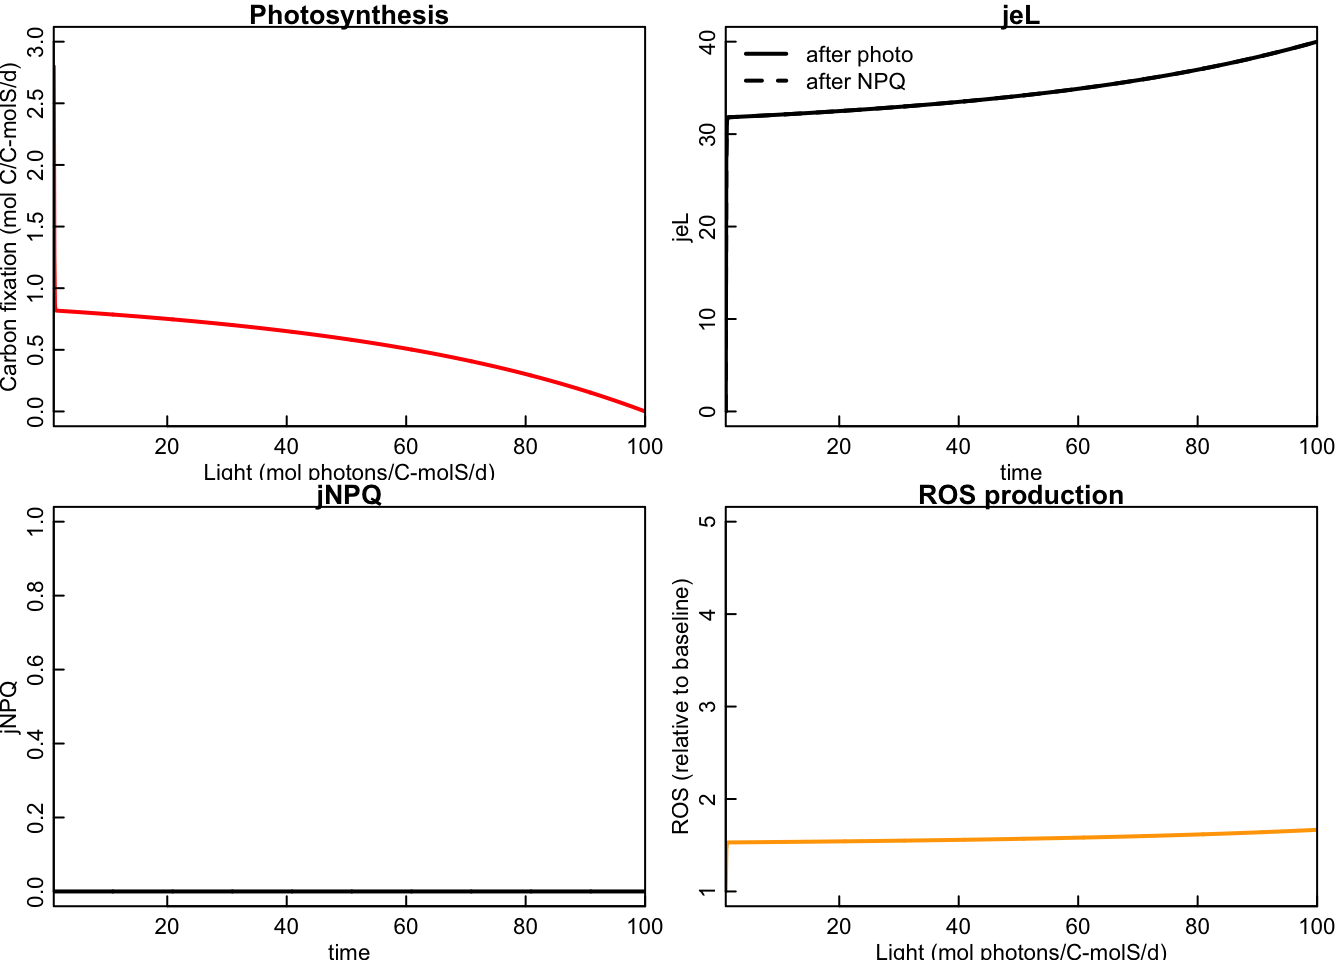 Photosynthesis
Carbon fixation (mol C/C-molS/d)
3.0
2.5
2.0
1.5
1.0
0.5
0.0
20 40 60 80 100
Light (mol photons/C-molS/d)
jeL
after photo
after NPQ
jeL
40
30
20
10
0
20 40 60 80 100
time
jNPQ
jNPQ
1.0
0.8
0.6
0.4
0.2
0.0
20 40 60 80 100
time
ROS production
ROS (relative to baseline)
5
4
3
2
1
20 40 60 80 100
Light (mol photons/C-molS/d)